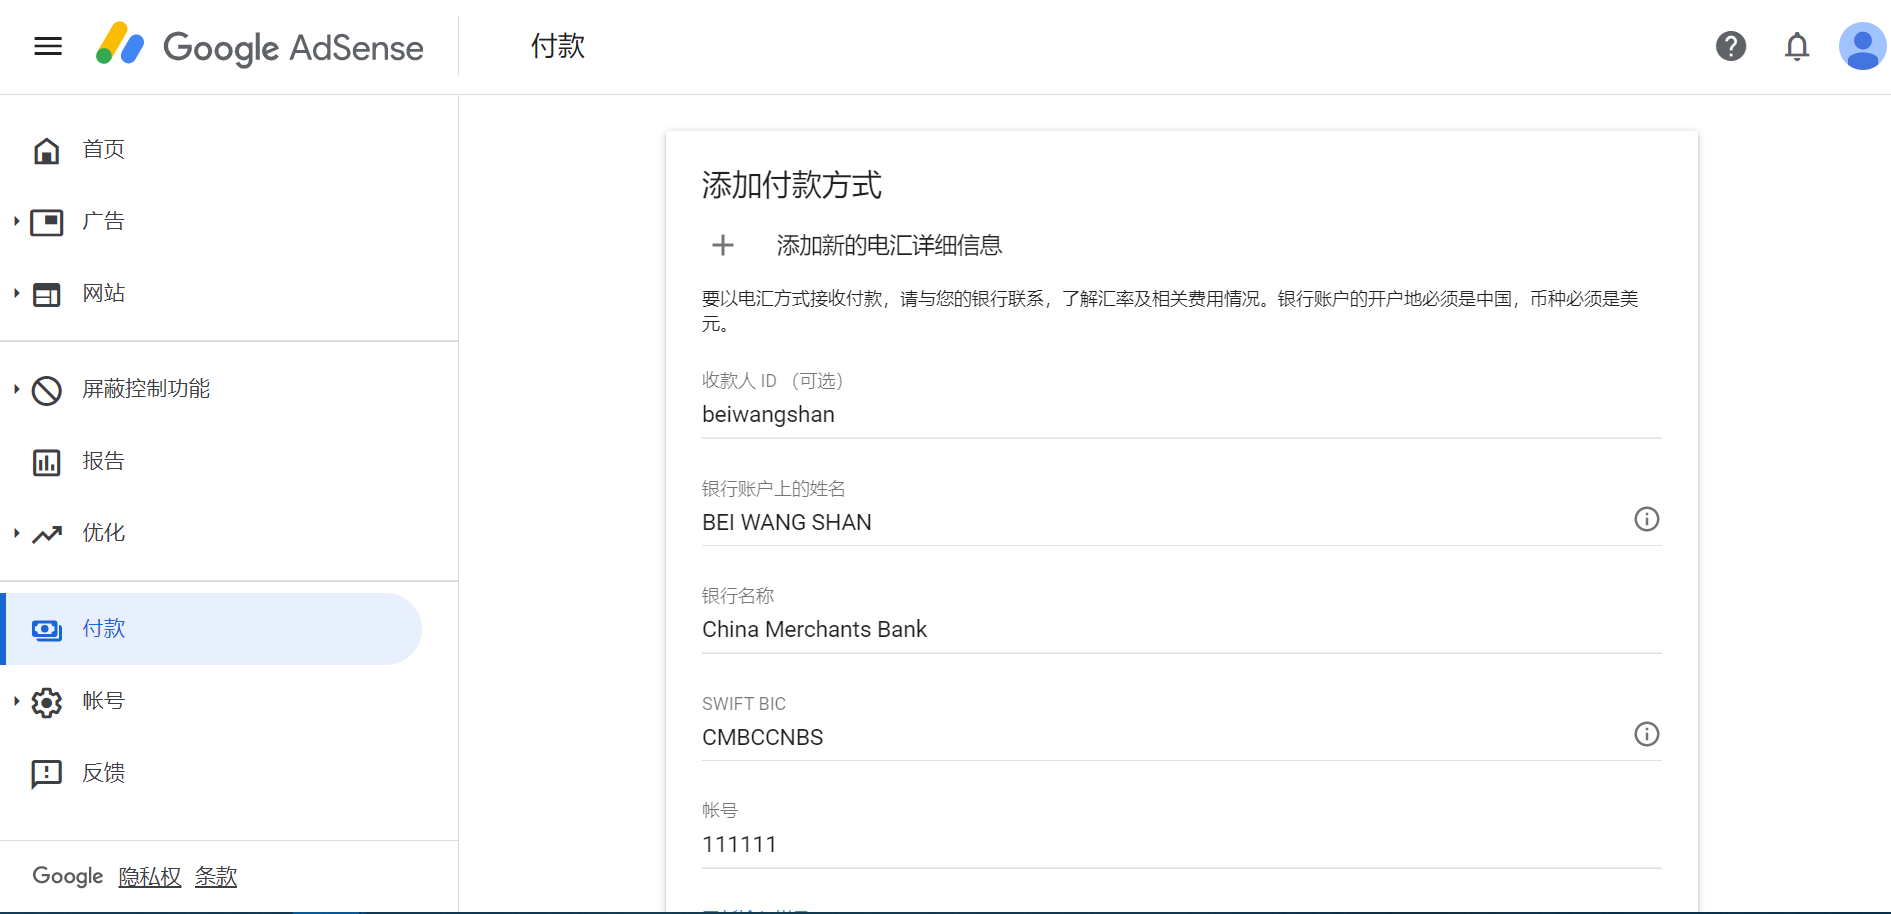 Google AdSense
付款
首页
广告
网站
屏蔽控制功能
报告
优化
付款
帐号
反馈
Google 隐私权 条款
添加付款方式
添加新的电汇详细信息
要以电汇方式接收付款，请与您的银行联系，了解汇率及相关费用情况。银行账户的开户地必须是中国，币种必须是美
元。
收款人 ID （可选）
beiwangshan
银行账户上的姓名
BEI WANG SHAN
银行名称
China Merchants Bank
SWIFT BIC
CMBCCNBS
帐号
111111